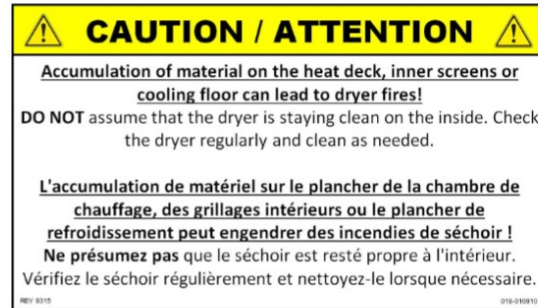 CAUTION / ATTENTION
Accumulation of material on the heat deck, inner screens or
cooling floor can lead to dryer fires!
DO NOT assume that the dryer is staying clean on the inside. Check
the dryer regularly and clean as needed.
L'accumulation de matériel sur le plancher de la chambre de
chauffage, des grillages intérieurs ou le plancher de
refroidissement peut engendrer des incendies de séchoir !
Ne présumez pas que le séchoir est resté propre à l'intérieur.
Vérifiez le séchoir régulièrement et nettoyez-le lorsque nécessaire.
REV 0315
016-010910